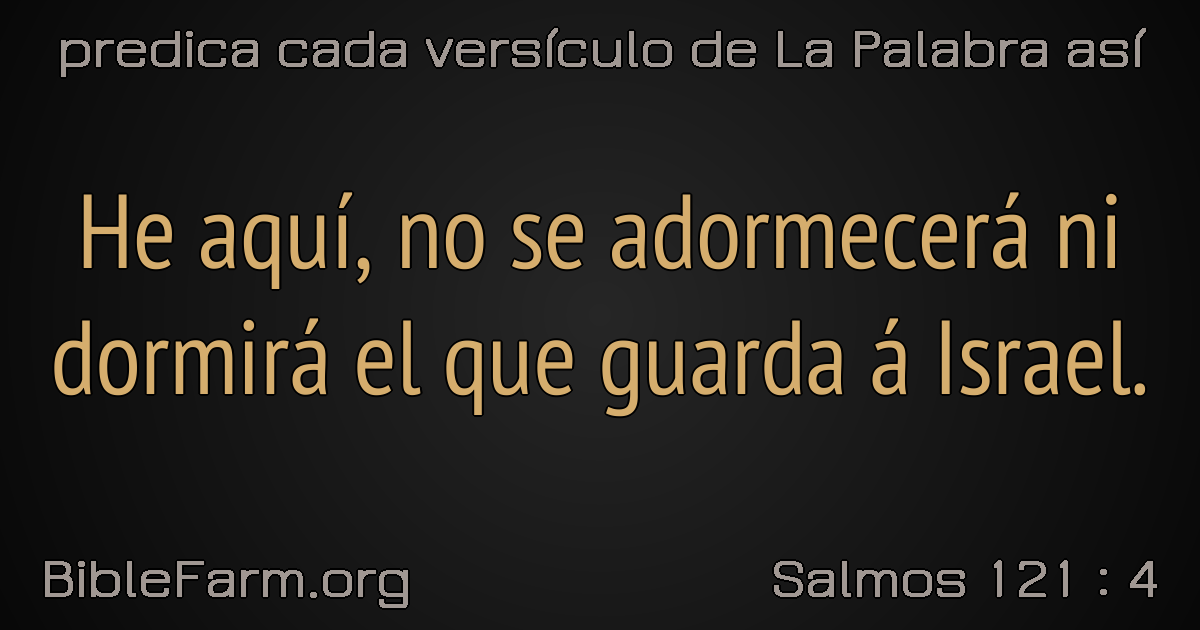 predica cada versículo de La Palabra así
He aquí, no se adormecerá ni
dormirá el que guarda á Israel.
BibleFarm.org
Salmos 121 : 4